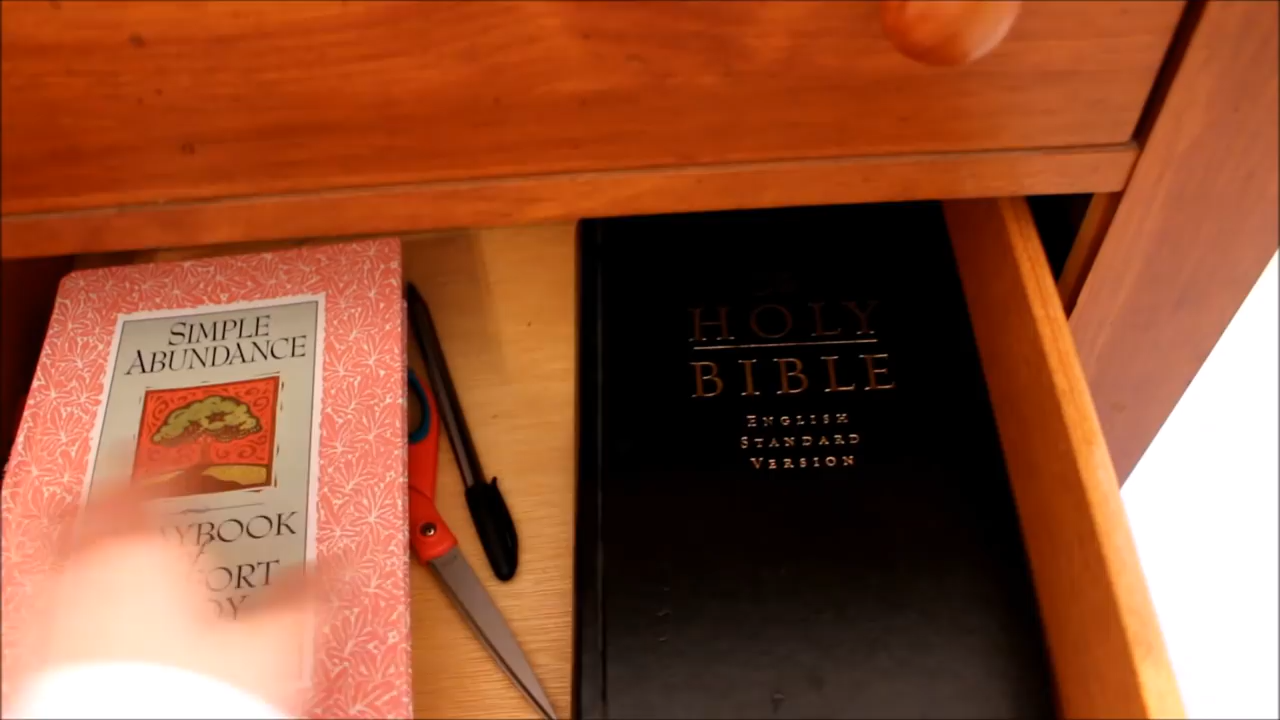 SIMPLE
ABUNDANCE
HOLY
BIBLE
ENGLISH
STANDARD
VERSION